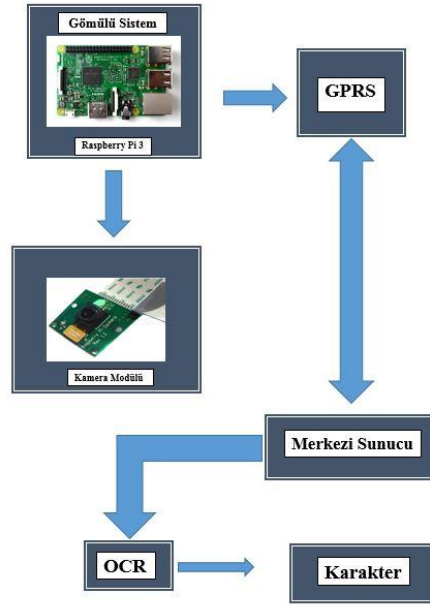 Gömülü Sistem
Raspberry Pi 3
GPRS
Kamera Modülü
Merkezi Sunucu
OCR
Karakter